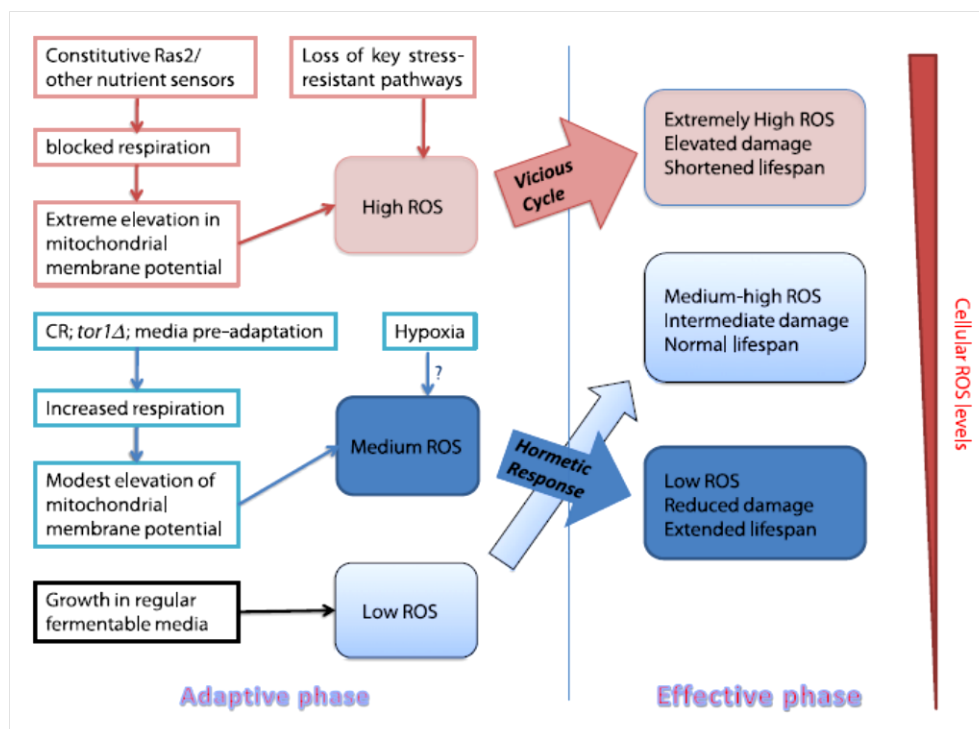 Constitutive Ras2/
other nutrient sensors
Loss of key stress-
resistant pathways
blocked respiration
Extreme elevation in
mitochondrial
membrane potential
High ROS
Vicious
Cycle
Extremely High ROS
Elevated damage
Shortened lifespan
Medium-high ROS
Intermediate damage
Normal lifespan
CR; tor1Δ; media pre-adaptation
Hypoxia
?
Increased respiration
Modest elevation of
mitochondrial
membrane potential
Medium ROS
Hormetic
Response
Low ROS
Reduced damage
Extended lifespan
Growth in regular
fermentable media
Low ROS
Cellular ROS levels
Adaptive phase
Effective phase